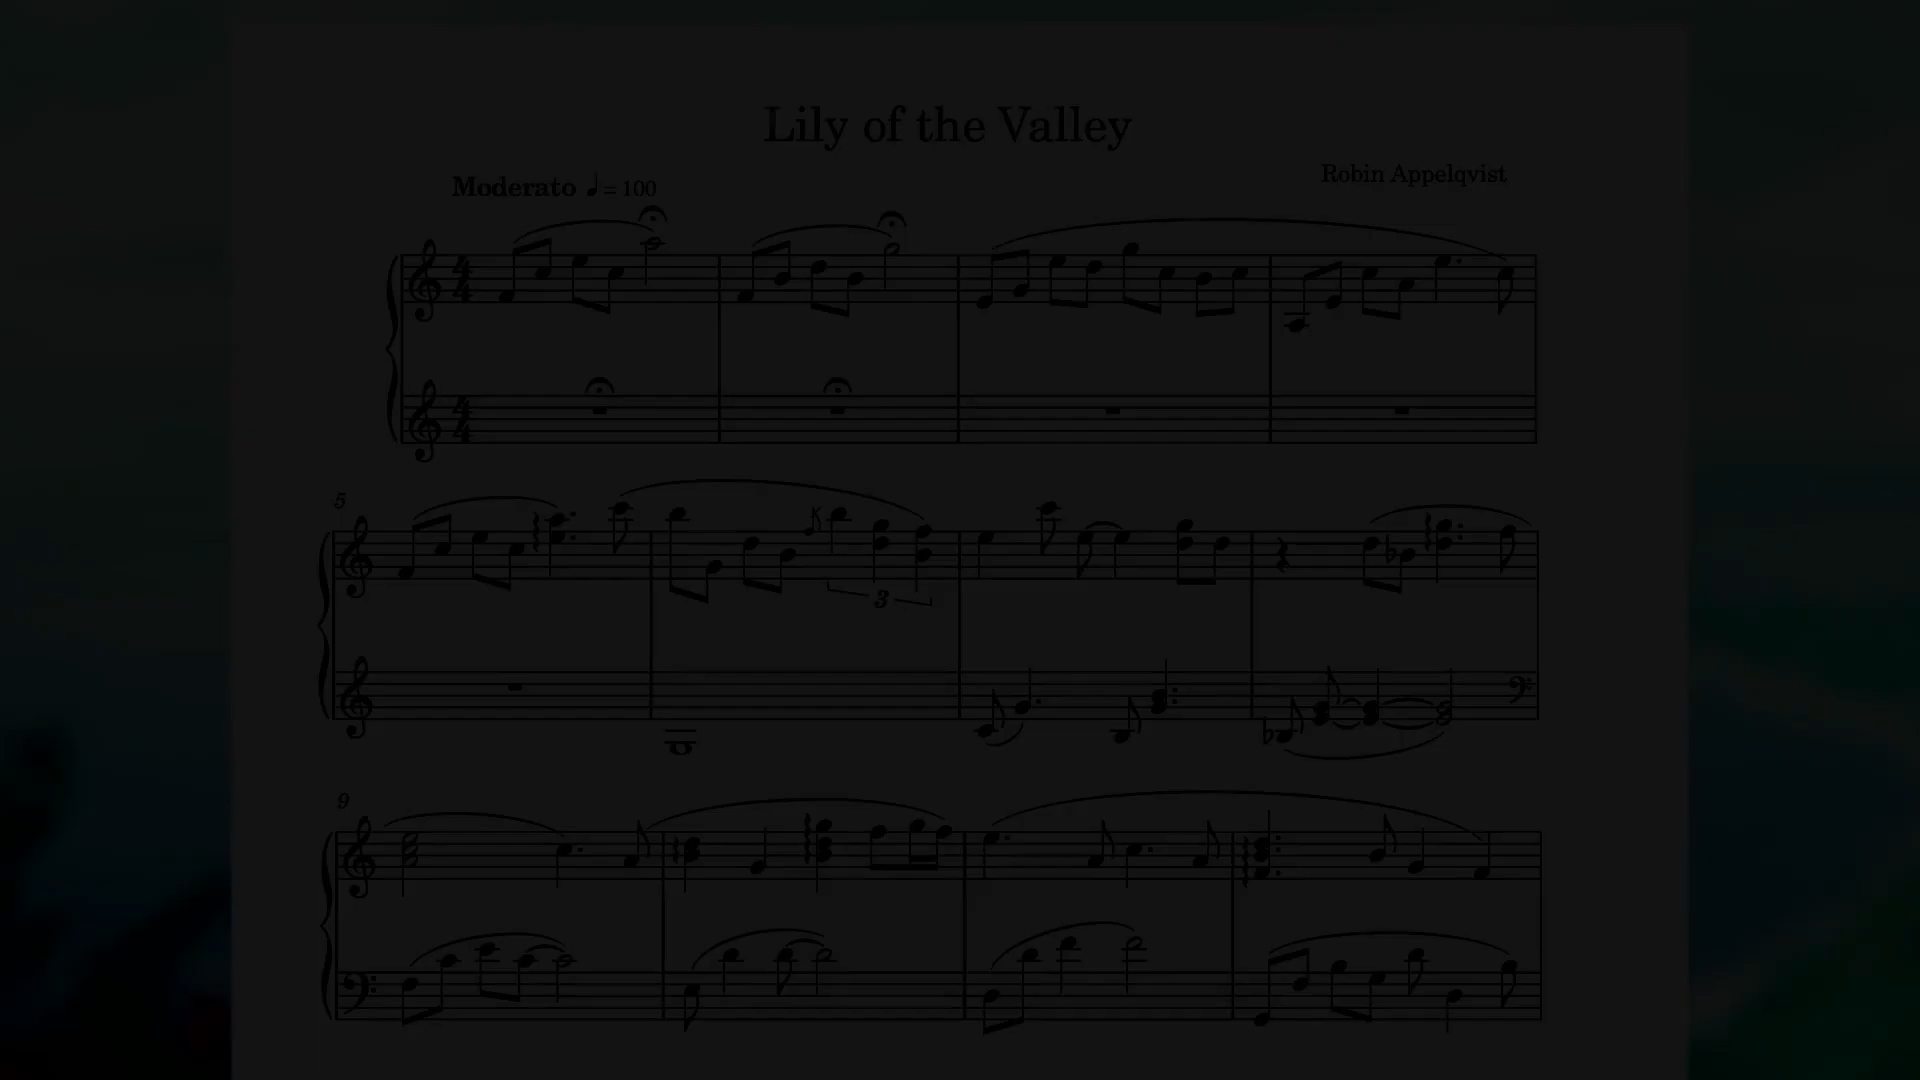 Lily of the Valley
Robin Appelqvist
Moderato ♩ = 100
5
3
9